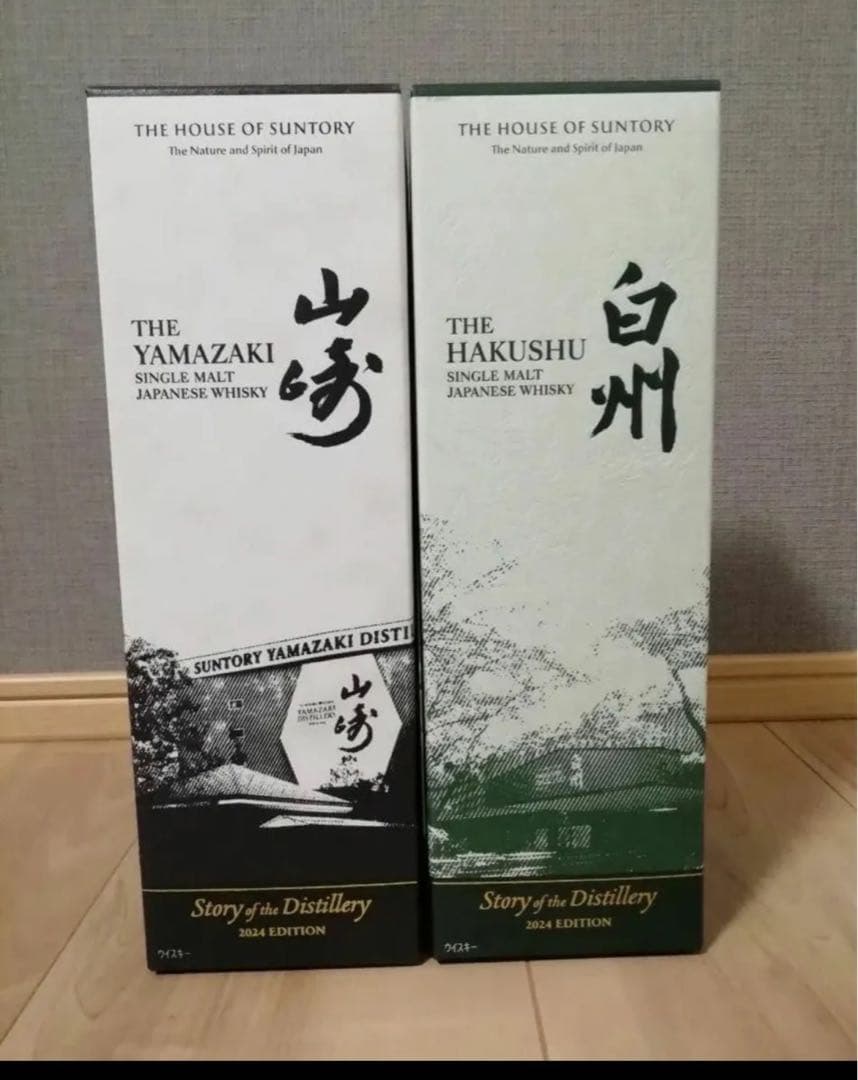 THE HOUSE OF SUNTORY
The Nature and Spirit of Japan
THE
YAMAZAKI
SINGLE MALT
JAPANESE WHISKY
山崎
SUNTORY YAMAZAKI DISTI
YAMAZAKI
DISTILLERY
山崎
Story of the Distillery
2024 EDITION
ウイスキー
THE HOUSE OF SUNTORY
The Nature and Spirit of Japan
THE
HAKUSHU
SINGLE MALT
JAPANESE WHISKY
白州
Story of the Distillery
2024 EDITION
ウイスキー